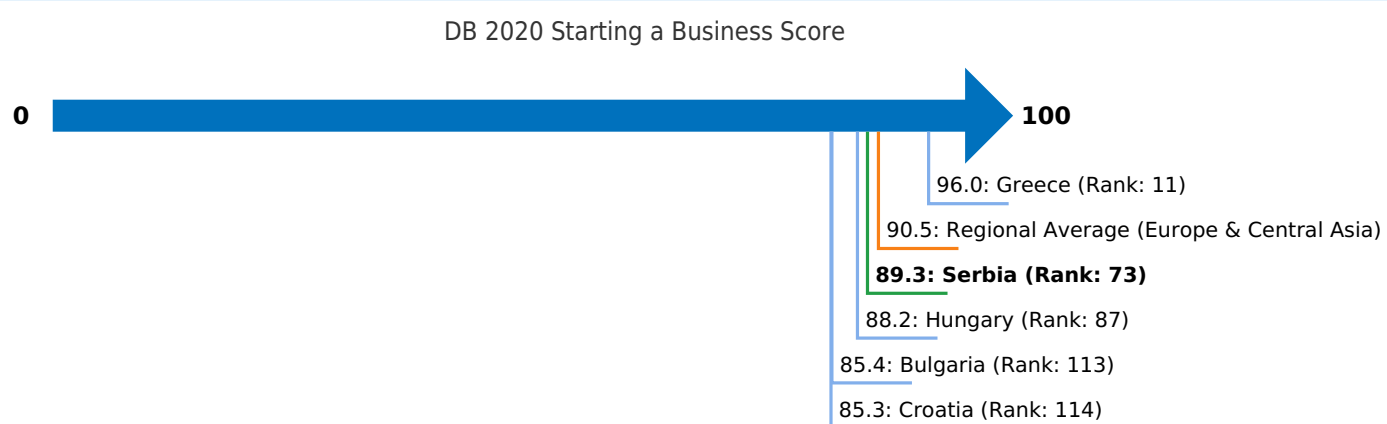 DB 2020 Starting a Business Score
0
100
96.0: Greece (Rank: 11)
90.5: Regional Average (Europe & Central Asia)
89.3: Serbia (Rank: 73)
88.2: Hungary (Rank: 87)
85.4: Bulgaria (Rank: 113)
85.3: Croatia (Rank: 114)